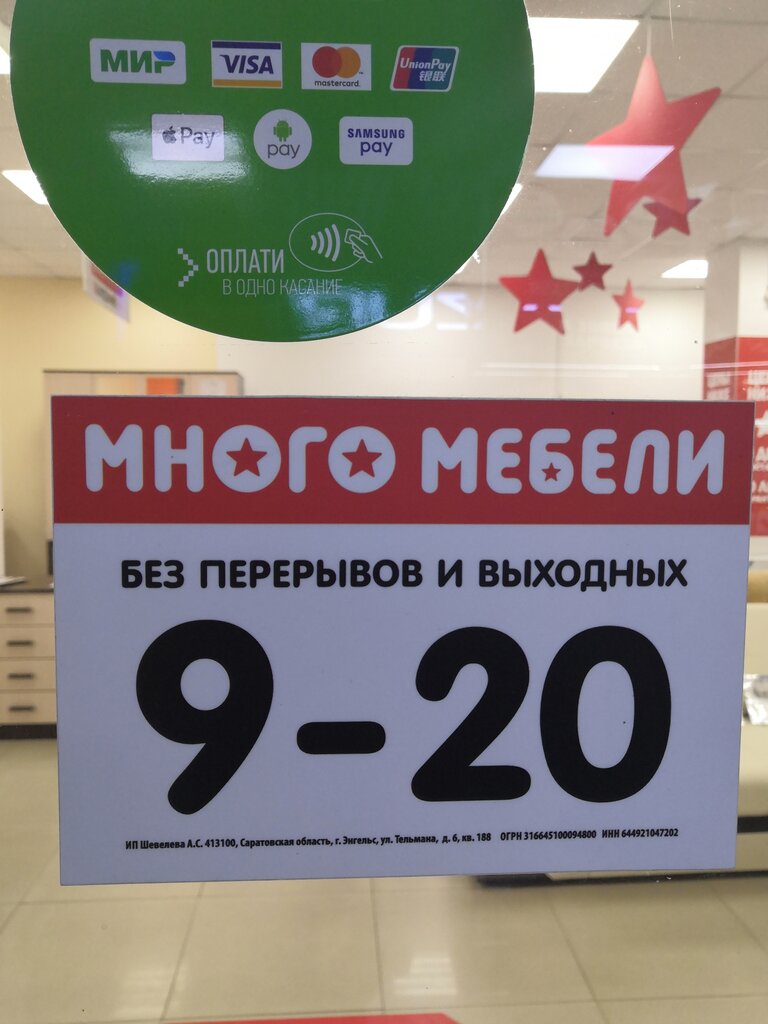 МИР VISA mastercard. UnionPay 银联
Pay pay SAMSUNG pay
ОПЛАТИ
В ОДНО КАСАНИЕ
МНОГО МЕБЕЛИ
БЕЗ ПЕРЕРЫВОВ И ВЫХОДНЫХ
9-20
ИП Шевелева А.С. 413100, Саратовская область, г. Энгельс, ул. Тельмана, д. 6, кв. 188 ОГРН 316645100094800 ИНН 644921047202